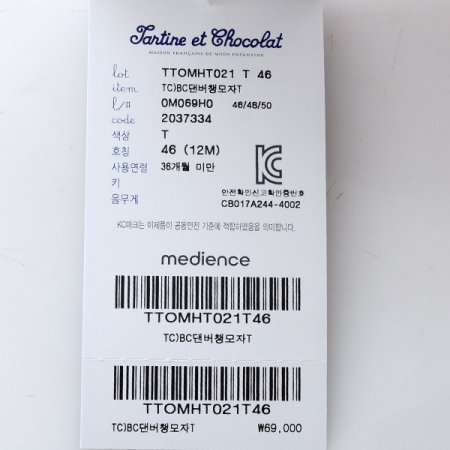 Tartine et Chocolat
MAISON FRANÇAISE DE MODE ENFANTINE
lot TTOMHT021 T 46
item TC)BC댄버챙모자T
l/# 0M069H0 46/48/50
code 2037334
색상 T
호칭 46 (12M)
사용연령 36개월 미만
키
몸무게
KC
안전확인신고확인증번호
CB017A244-4002
KC마크는 이제품이 공통안전 기준에 적합하였음을 의미합니다.
medience
TTOMHT021T46
TC)BC댄버챙모자T
TTOMHT021T46
TC)BC댄버챙모자T ₩69,000